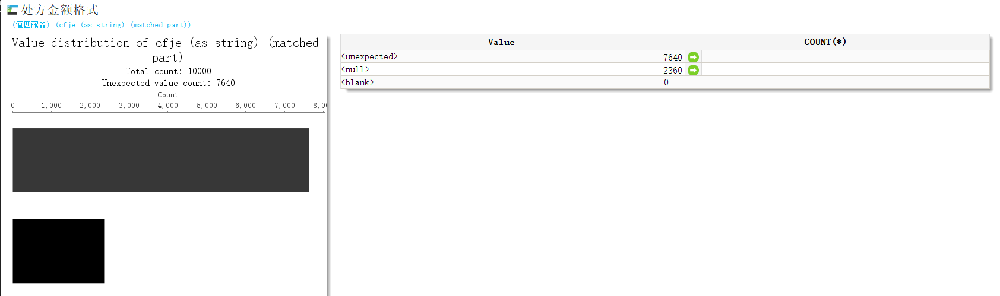 处方金额格式
(值匹配器) (cfje (as string) (matched part))
Value distribution of cfje (as string) (matched
part)
Total count: 10000
Unexpected value count: 7640
Count
0 1,000 2,000 3,000 4,000 5,000 6,000 7,000 8,00
Value COUNT(*)
<unexpected> 7640
<null> 2360
<blank> 0